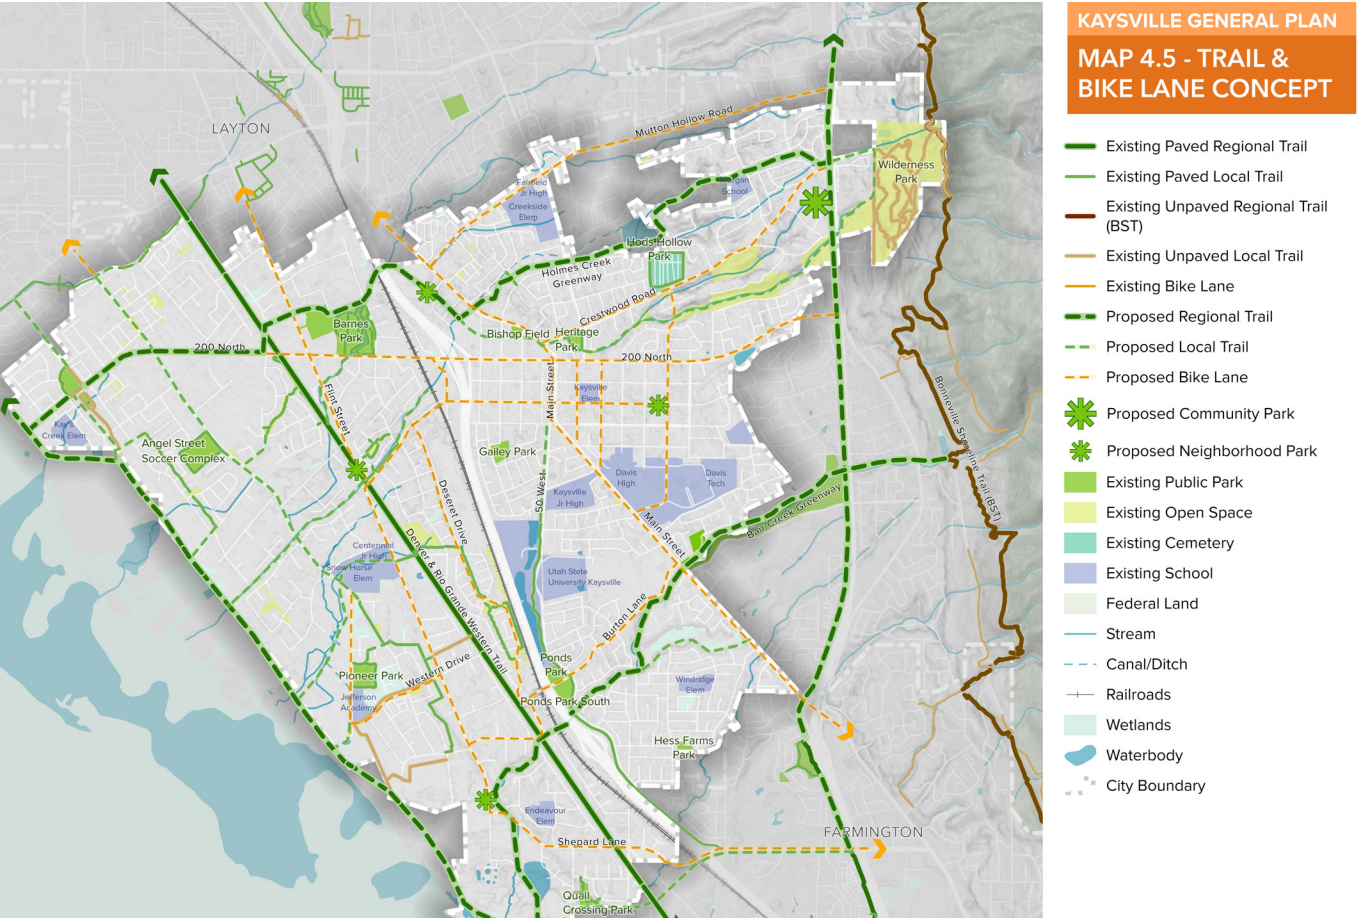 KAYSVILLE GENERAL PLAN
MAP 4.5 - TRAIL &
BIKE LANE CONCEPT
Existing Paved Regional Trail
Existing Paved Local Trail
Existing Unpaved Regional Trail
(BST)
Existing Unpaved Local Trail
Existing Bike Lane
Proposed Regional Trail
Proposed Local Trail
Proposed Bike Lane
Proposed Community Park
Proposed Neighborhood Park
Existing Public Park
Existing Open Space
Existing Cemetery
Existing School
Federal Land
Stream
Canal/Ditch
Railroads
Wetlands
Waterbody
City Boundary
LAYTON
Mutton Hollow Road
Wilderness
Park
Fairfield
Jr High
Creekside
Elem
School
Hods Hollow
Park
Holmes Creek
Greenway
Crestwood Road
Barnes
Park
Bishop Field
Heritage
Park
200 North
200 North
Flint Street
Main Street
Kaysville
Elem
Bonneville Shoreline Trail (BST)
Kay's
Creek Elem
Angel Street
Soccer Complex
Gailey Park
Davis
High
Davis
Tech
Kaysville
Jr High
50 West
Deseret Drive
Main Street
Bair Creek Greenway
Centennial
Jr High
Snow Horse
Elem
Denver & Rio Grande Western Trail
Utah State
University Kaysville
Burton Lane
Ponds
Park
Pioneer Park
Western Drive
Jefferson
Academy
Ponds Park South
Windridge
Elem
Hess Farms
Park
Endeavour
Elem
Shepard Lane
FARMINGTON
Quail
Crossing Park